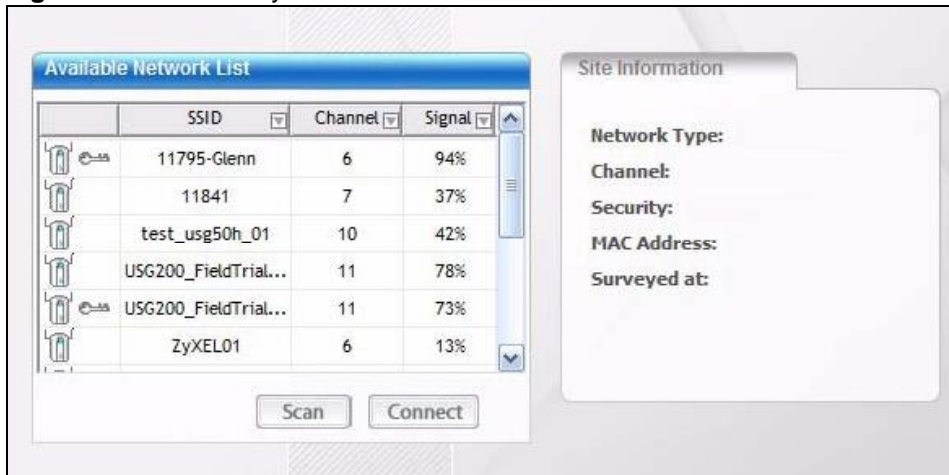 Available Network List
SSID Channel Signal
11795-Glenn 6 94%
11841 7 37%
test_usg50h_01 10 42%
USG200_FieldTrial... 11 78%
USG200_FieldTrial... 11 73%
ZyXEL01 6 13%
Scan Connect
Site Information
Network Type:
Channel:
Security:
MAC Address:
Surveyed at: